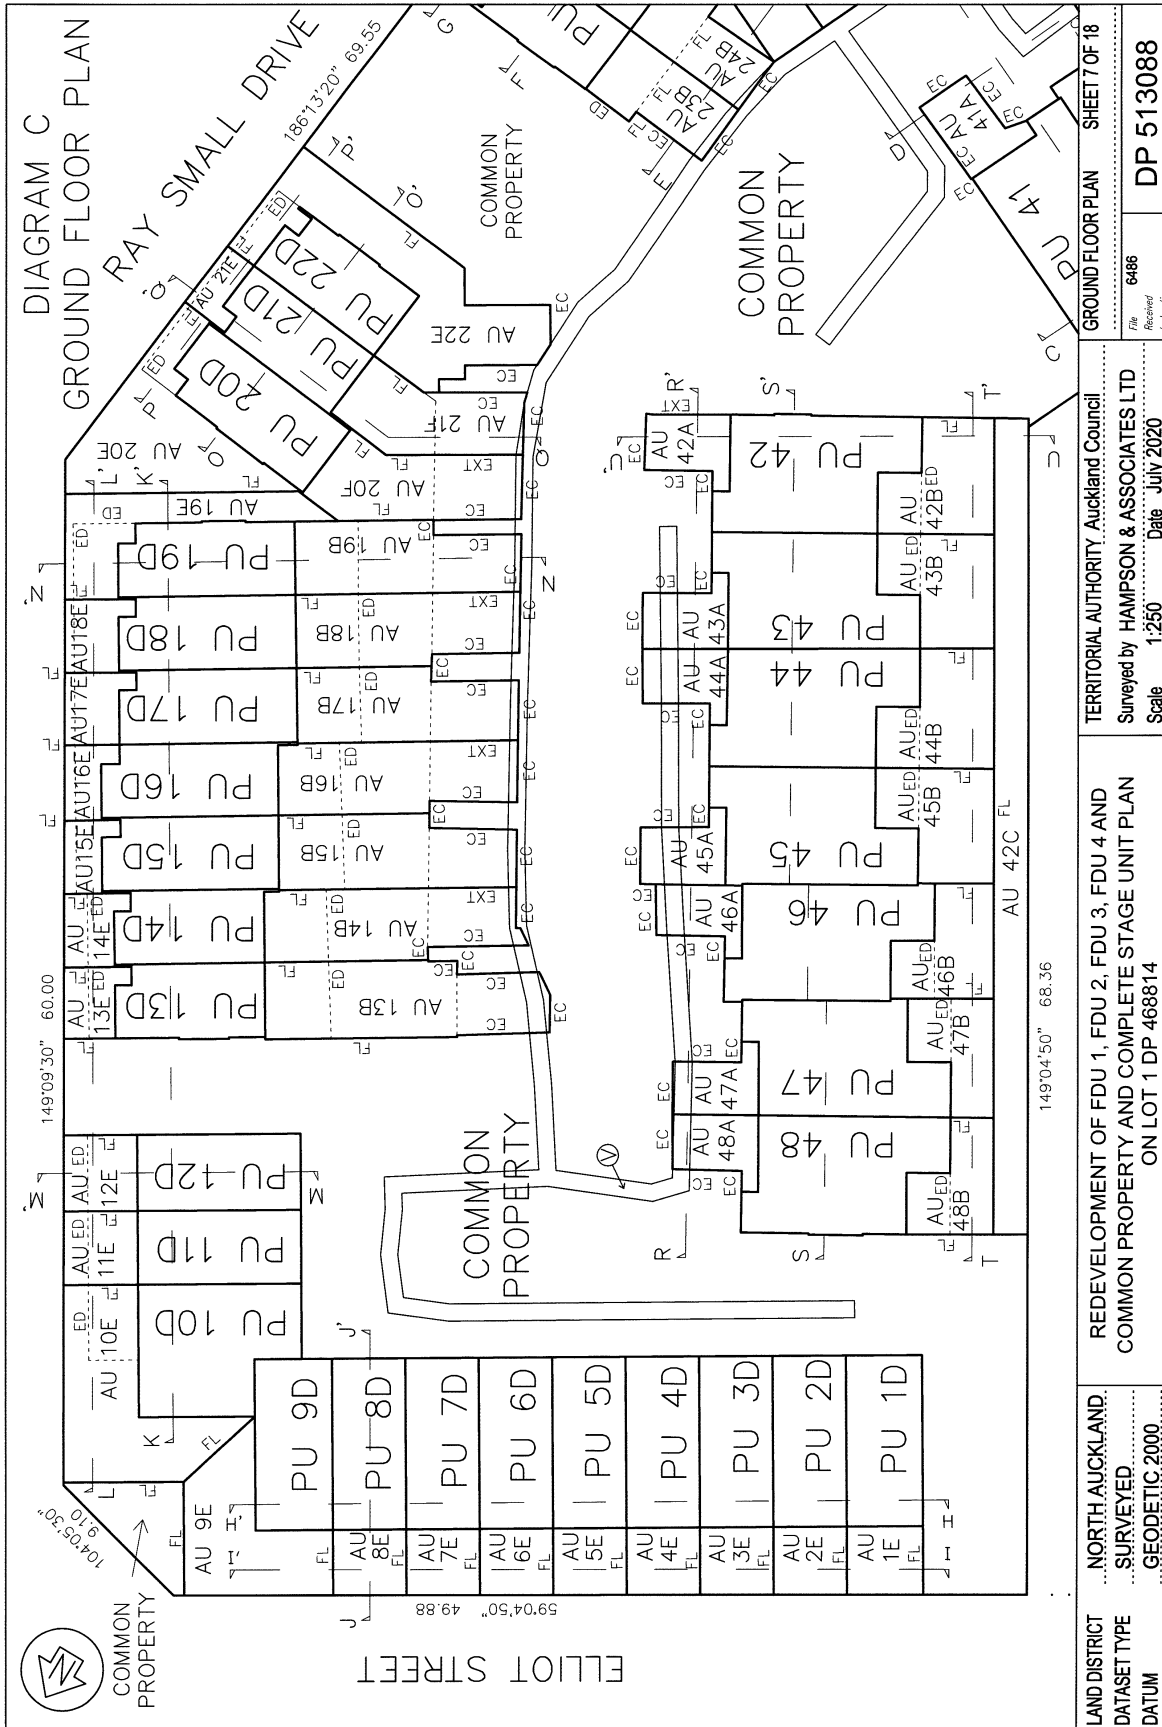 DIAGRAM C
GROUND FLOOR PLAN
RAY SMALL DRIVE
186°13'20" 69.55
149°09'30" 60.00
104°05'30"
9.10
59°04'50" 49.88
149°04'50" 68.36
ELLIOT STREET
COMMON
PROPERTY
COMMON
PROPERTY
COMMON
PROPERTY
COMMON
PROPERTY
PU 1D
PU 2D
PU 3D
PU 4D
PU 5D
PU 6D
PU 7D
PU 8D
PU 9D
AU
1E
AU
2E
AU
3E
AU
4E
AU
5E
AU
6E
AU
7E
AU
8E
AU 9E
PU 10D
PU 11D
PU 12D
AU 10E
AU
11E
AU
12E
PU 13D
PU 14D
PU 15D
PU 16D
PU 17D
PU 18D
PU 19D
PU 20D
PU 21D
PU 22D
AU
13E
AU
14E
AU15E
AU16E
AU17E
AU18E
AU 19E
AU 20E
AU 21E
AU 22E
AU 13B
AU 14B
AU 15B
AU 16B
AU 17B
AU 18B
AU 19B
AU 20F
AU 21F
AU
23B
AU
24B
PU
PU 41
AU
41A
PU 42
PU 43
PU 44
PU 45
PU 46
PU 47
PU 48
AU
42A
AU
43A
AU
44A
AU
45A
AU
46A
AU
47A
AU
48A
AU
42B
AU
43B
AU
44B
AU
45B
AU
46B
AU
47B
AU
48B
AU 42C
FL
EC
ED
EXT
V
H
H'
I
I'
J
J'
K
K'
L
L'
M
M'
N
N'
O
O'
P
P'
Q
Q'
R
R'
S
S'
T
T'
U
U'
C
D
E
F
G
LAND DISTRICT NORTH AUCKLAND
DATASET TYPE SURVEYED
DATUM GEODETIC 2000
REDEVELOPMENT OF FDU 1, FDU 2, FDU 3, FDU 4 AND
COMMON PROPERTY AND COMPLETE STAGE UNIT PLAN
ON LOT 1 DP 468814
TERRITORIAL AUTHORITY Auckland Council
Surveyed by HAMPSON & ASSOCIATES LTD
Scale 1:250 Date July 2020
GROUND FLOOR PLAN SHEET 7 OF 18
File 6486
Received
DP 513088